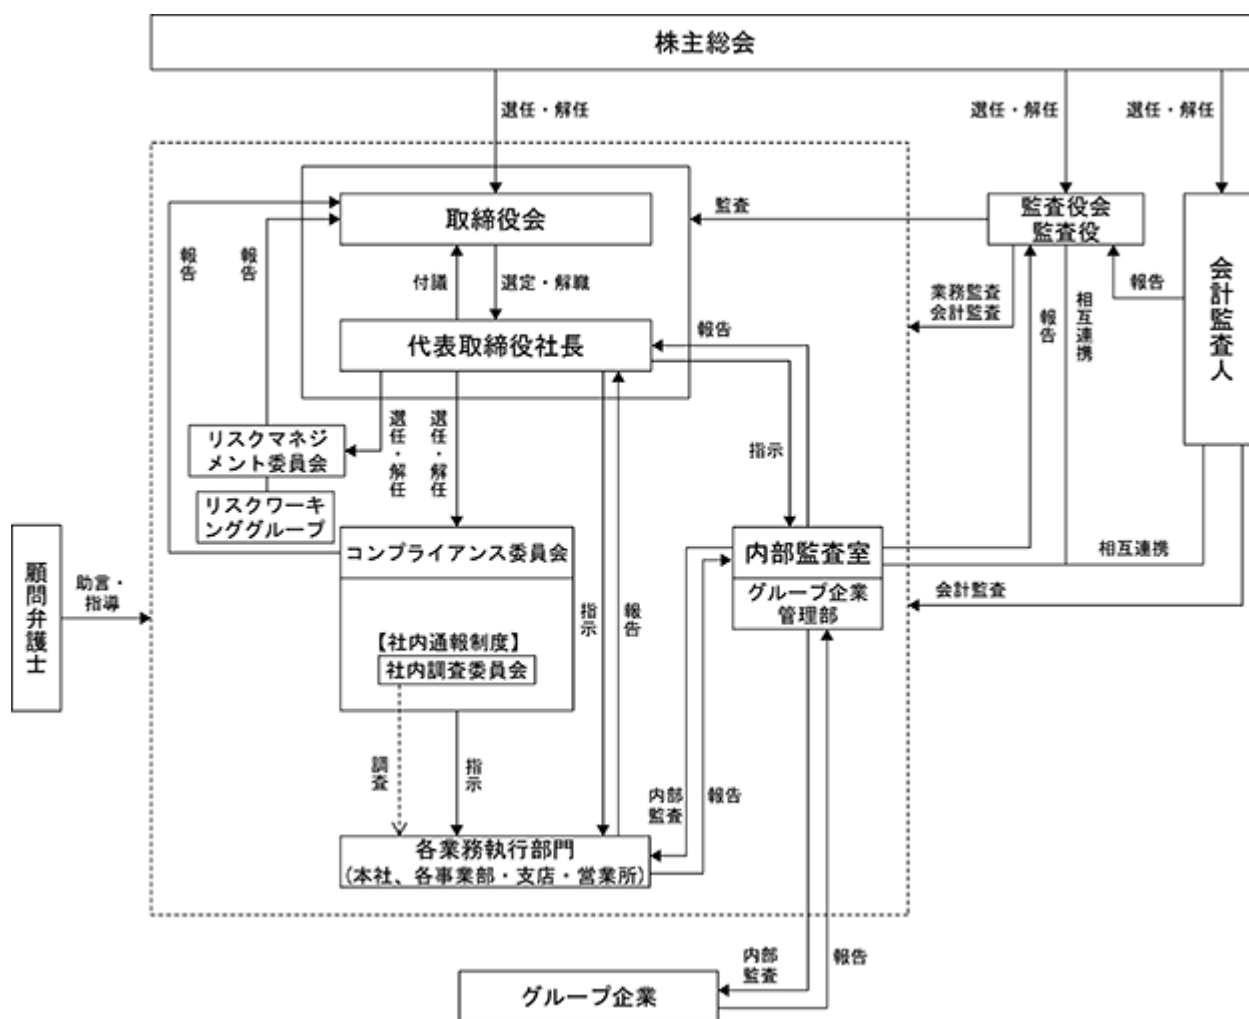 株主総会
選任・解任
選任・解任
選任・解任
取締役会
監査
監査役会
監査役
会計監査人
報告
報告
付議
選定・解職
業務監査
会計監査
報告
相互連携
報告
代表取締役社長
報告
選任・解任
選任・解任
指示
リスクマネジ
メント委員会
リスクワーキ
ンググループ
コンプライアンス委員会
内部監査室
グループ企業
管理部
相互連携
会計監査
顧問弁護士
助言・
指導
指示
報告
【社内通報制度】
社内調査委員会
調査
指示
内部
監査
報告
各業務執行部門
(本社、各事業部・支店・営業所)
内部
監査
報告
グループ企業